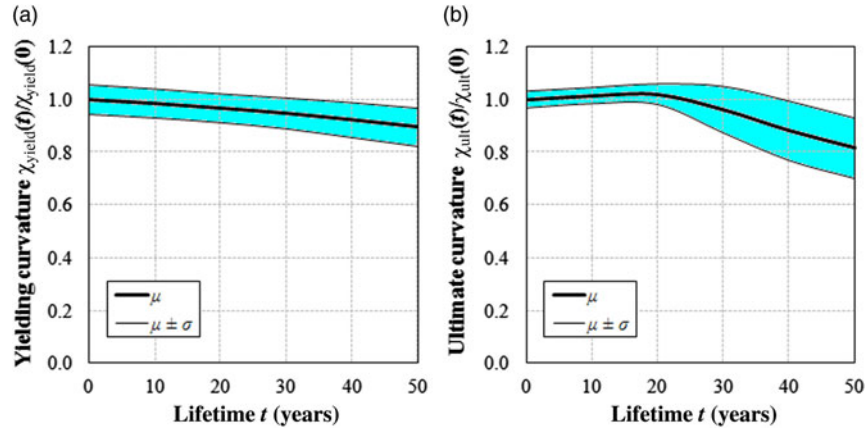 (a)
Yielding curvature χyield(t)/χyield(0)
1.2
1.0
0.8
0.6
0.4
0.2
0.0
μ
μ ± σ
0 10 20 30 40 50
Lifetime t (years)
(b)
Ultimate curvature χult(t)/χult(0)
1.2
1.0
0.8
0.6
0.4
0.2
0.0
μ
μ ± σ
0 10 20 30 40 50
Lifetime t (years)